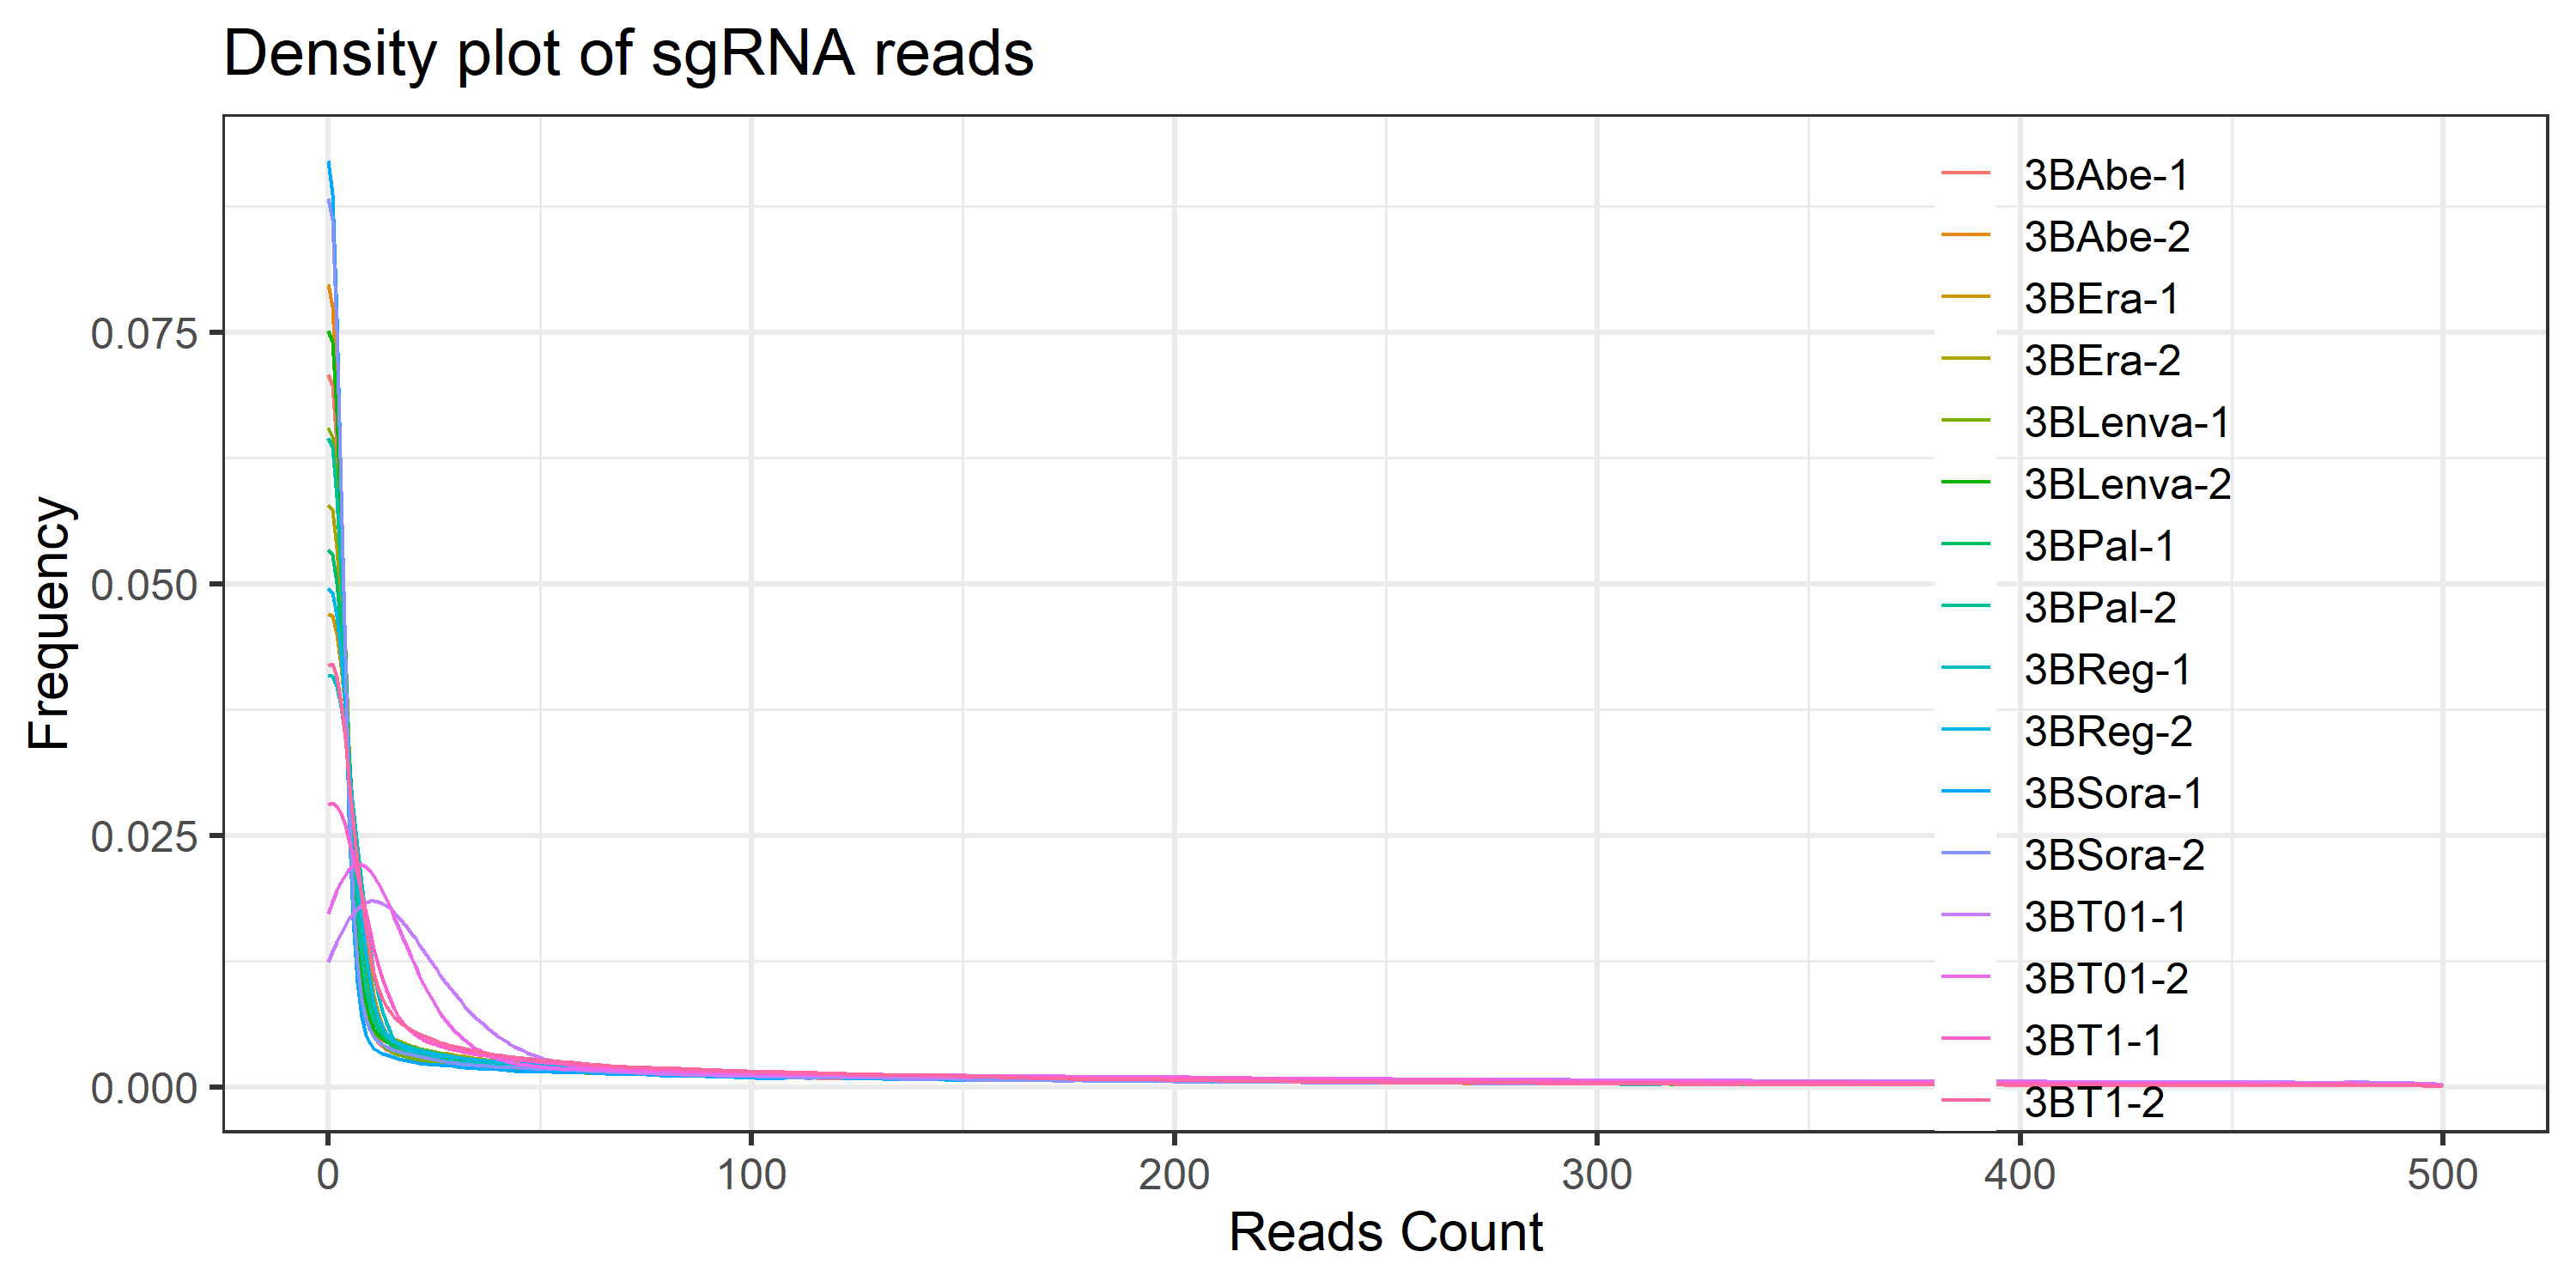 Density plot of sgRNA reads
Frequency
0.075
0.050
0.025
0.000
3BAbe-1
3BAbe-2
3BEra-1
3BEra-2
3BLenva-1
3BLenva-2
3BPal-1
3BPal-2
3BReg-1
3BReg-2
3BSora-1
3BSora-2
3BT01-1
3BT01-2
3BT1-1
3BT1-2
0 100 200 300 400 500
Reads Count